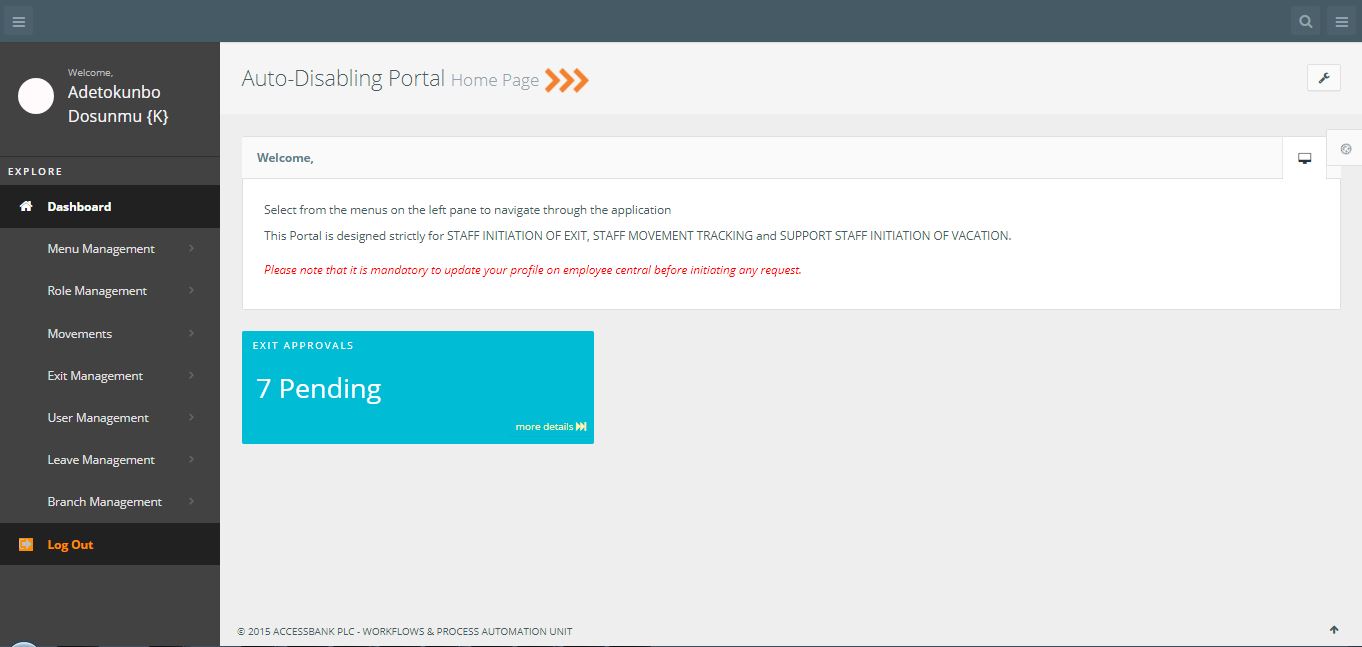 Welcome,
Adetokunbo
Dosunmu {K}
EXPLORE
Dashboard
Menu Management
Role Management
Movements
Exit Management
User Management
Leave Management
Branch Management
Log Out
Auto-Disabling Portal Home Page
Welcome,
Select from the menus on the left pane to navigate through the application
This Portal is designed strictly for STAFF INITIATION OF EXIT, STAFF MOVEMENT TRACKING and SUPPORT STAFF INITIATION OF VACATION.
Please note that it is mandatory to update your profile on employee central before initiating any request.
EXIT APPROVALS
7 Pending
more details
© 2015 ACCESSBANK PLC - WORKFLOWS & PROCESS AUTOMATION UNIT